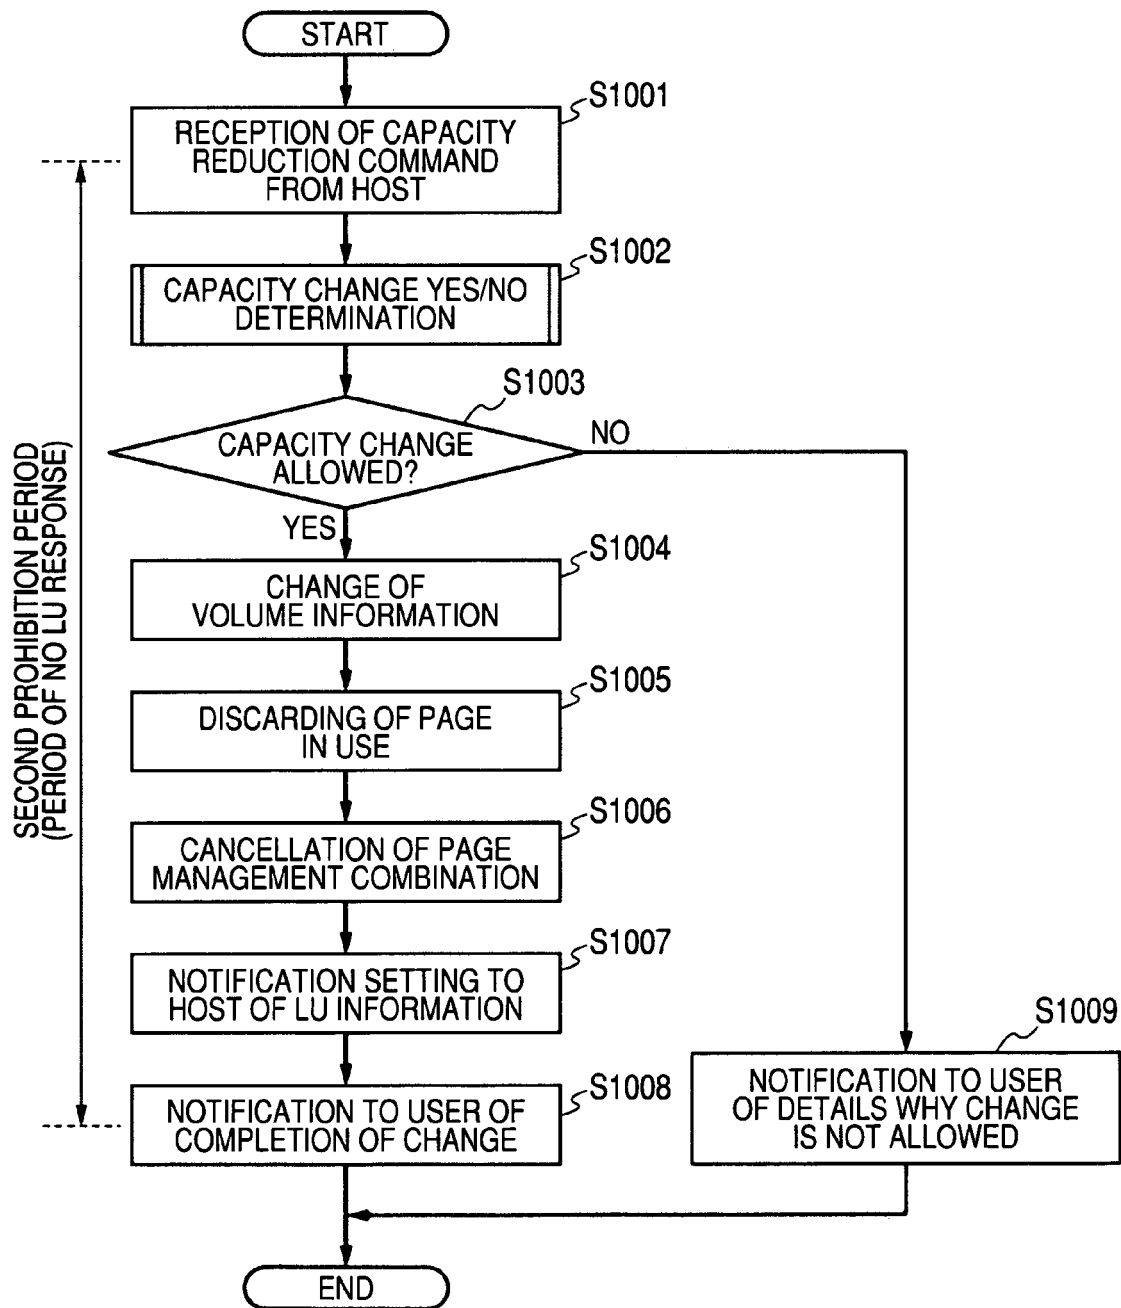 START
S1001
RECEPTION OF CAPACITY
REDUCTION COMMAND
FROM HOST
S1002
CAPACITY CHANGE YES/NO
DETERMINATION
S1003
CAPACITY CHANGE
ALLOWED?
NO
YES
S1004
CHANGE OF
VOLUME INFORMATION
S1005
DISCARDING OF PAGE
IN USE
S1006
CANCELLATION OF PAGE
MANAGEMENT COMBINATION
S1007
NOTIFICATION SETTING TO
HOST OF LU INFORMATION
S1008
NOTIFICATION TO USER OF
COMPLETION OF CHANGE
S1009
NOTIFICATION TO USER
OF DETAILS WHY CHANGE
IS NOT ALLOWED
END
SECOND PROHIBITION PERIOD
(PERIOD OF NO LU RESPONSE)